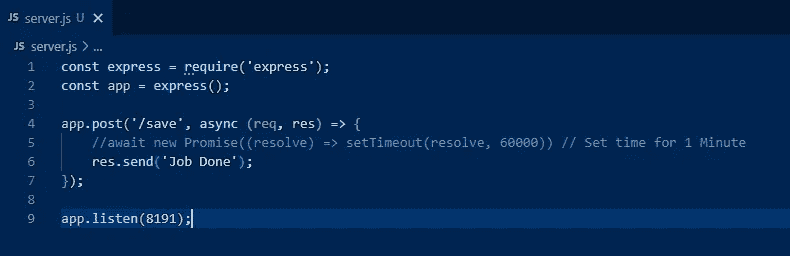 JS server.js U ×
JS server.js > ...
1 const express = require('express');
2 const app = express();
3
4 app.post('/save', async (req, res) => {
5 //await new Promise((resolve) => setTimeout(resolve, 60000)) // Set time for 1 Minute
6 res.send('Job Done');
7 });
8
9 app.listen(8191);